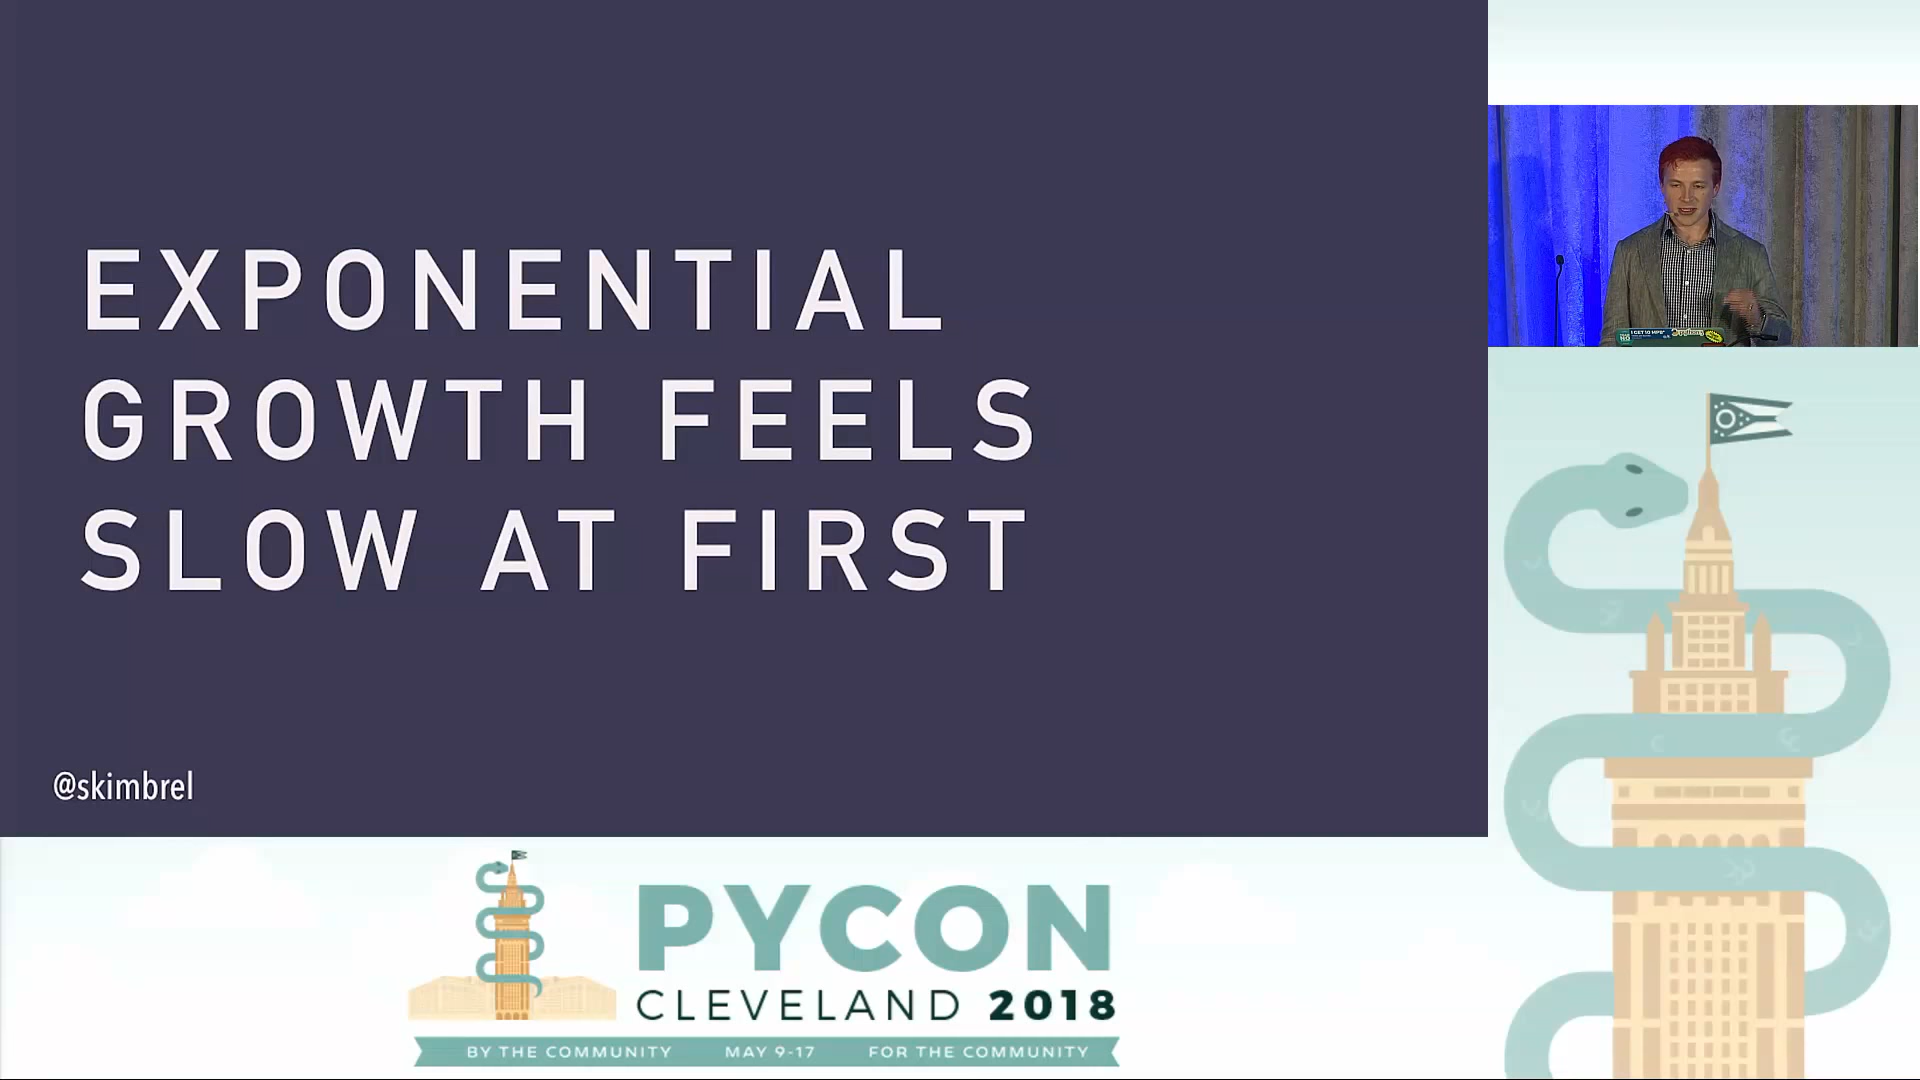 EXPONENTIAL
GROWTH FEELS
SLOW AT FIRST
@skimbrel
PYCON
CLEVELAND 2018
BY THE COMMUNITY MAY 9-17 FOR THE COMMUNITY